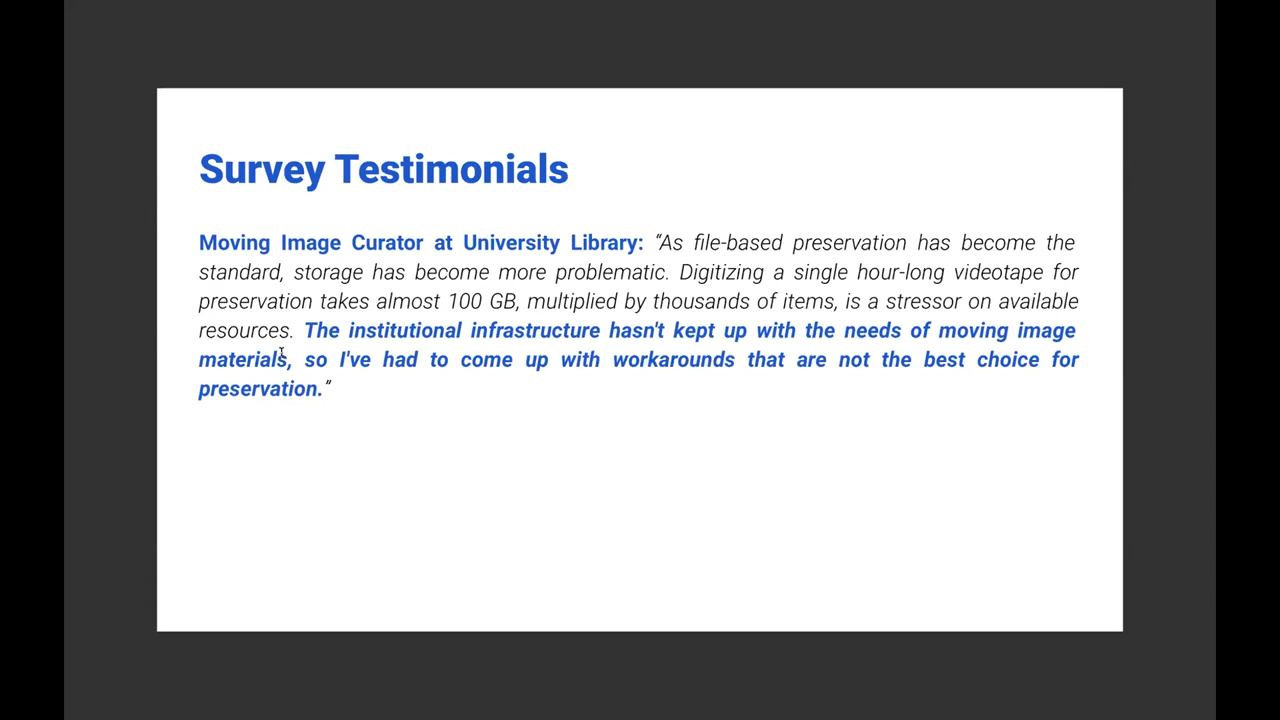 Survey Testimonials
Moving Image Curator at University Library: “As file-based preservation has become the
standard, storage has become more problematic. Digitizing a single hour-long videotape for
preservation takes almost 100 GB, multiplied by thousands of items, is a stressor on available
resources. The institutional infrastructure hasn't kept up with the needs of moving image
materials, so I've had to come up with workarounds that are not the best choice for
preservation.”